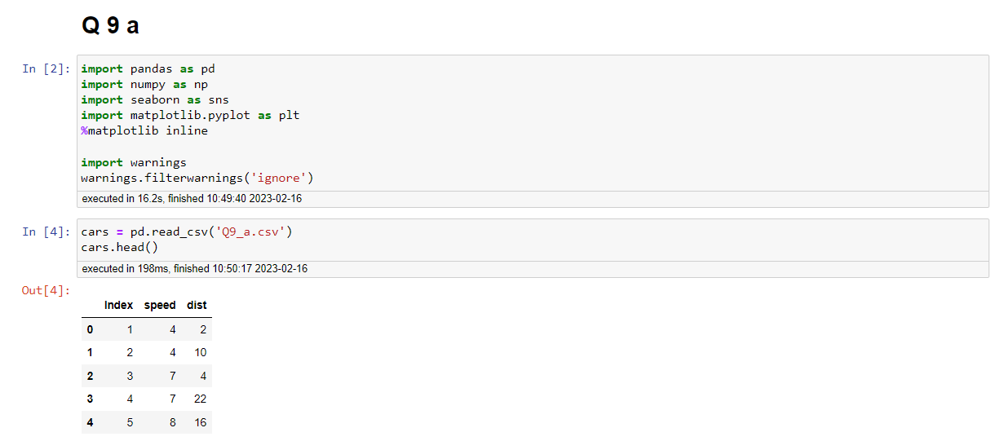 Q 9 a
In [2]: import pandas as pd
import numpy as np
import seaborn as sns
import matplotlib.pyplot as plt
%matplotlib inline
import warnings
warnings.filterwarnings('ignore')
executed in 16.2s, finished 10:49:40 2023-02-16
In [4]: cars = pd.read_csv('Q9_a.csv')
cars.head()
executed in 198ms, finished 10:50:17 2023-02-16
Out[4]:
Index speed dist
0 1 4 2
1 2 4 10
2 3 7 4
3 4 7 22
4 5 8 16